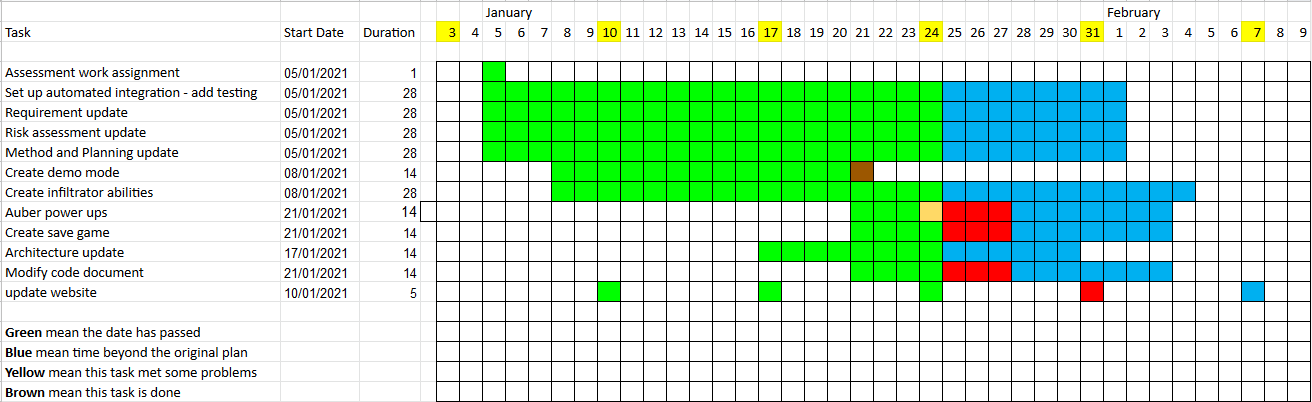 January February
Task Start Date Duration 3 4 5 6 7 8 9 10 11 12 13 14 15 16 17 18 19 20 21 22 23 24 25 26 27 28 29 30 31 1 2 3 4 5 6 7 8 9
Assessment work assignment 05/01/2021 1
Set up automated integration - add testing 05/01/2021 28
Requirement update 05/01/2021 28
Risk assessment update 05/01/2021 28
Method and Planning update 05/01/2021 28
Create demo mode 08/01/2021 14
Create infiltrator abilities 08/01/2021 28
Auber power ups 21/01/2021 14
Create save game 21/01/2021 14
Architecture update 17/01/2021 14
Modify code document 21/01/2021 14
update website 10/01/2021 5
Green mean the date has passed
Blue mean time beyond the original plan
Yellow mean this task met some problems
Brown mean this task is done